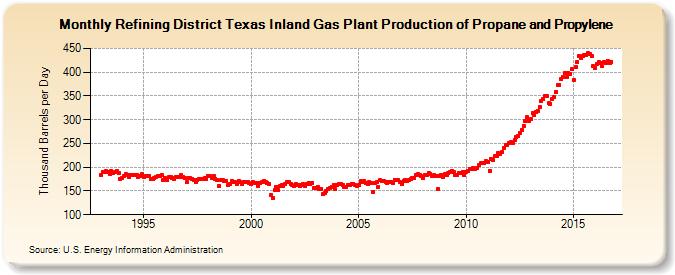 Monthly Refining District Texas Inland Gas Plant Production of Propane and Propylene
Thousand Barrels per Day
450
400
350
300
250
200
150
100
1995 2000 2005 2010 2015
Source: U.S. Energy Information Administration